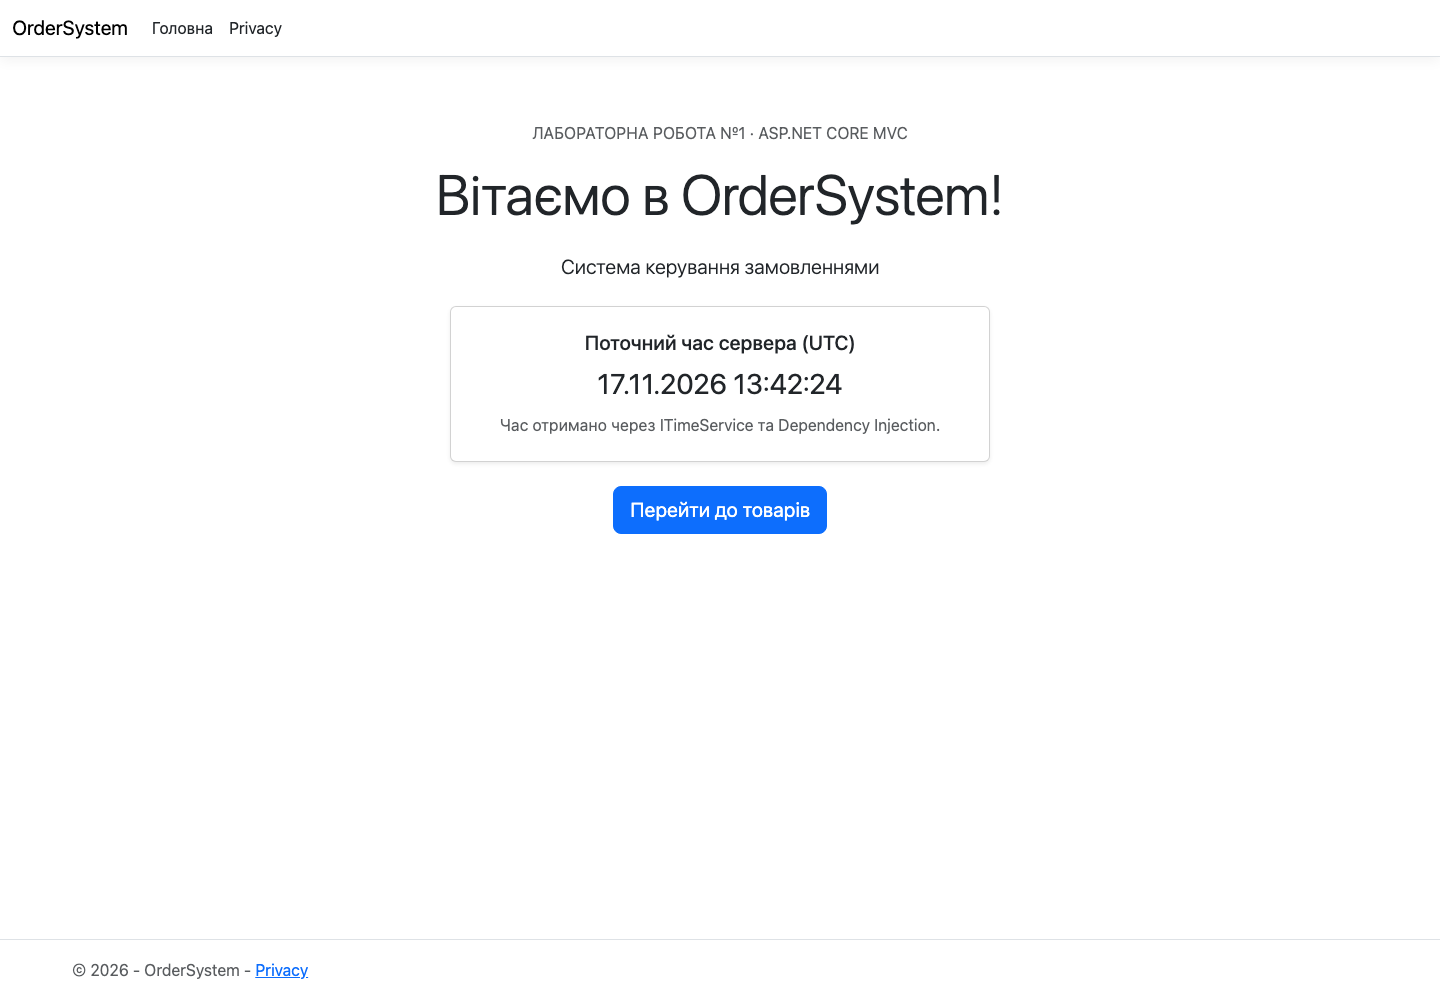 OrderSystem Головна Privacy
ЛАБОРАТОРНА РОБОТА №1 · ASP.NET CORE MVC
Вітаємо в OrderSystem!
Система керування замовленнями
Поточний час сервера (UTC)
17.11.2026 13:42:24
Час отримано через ITimeService та Dependency Injection.
Перейти до товарів
© 2026 - OrderSystem - Privacy